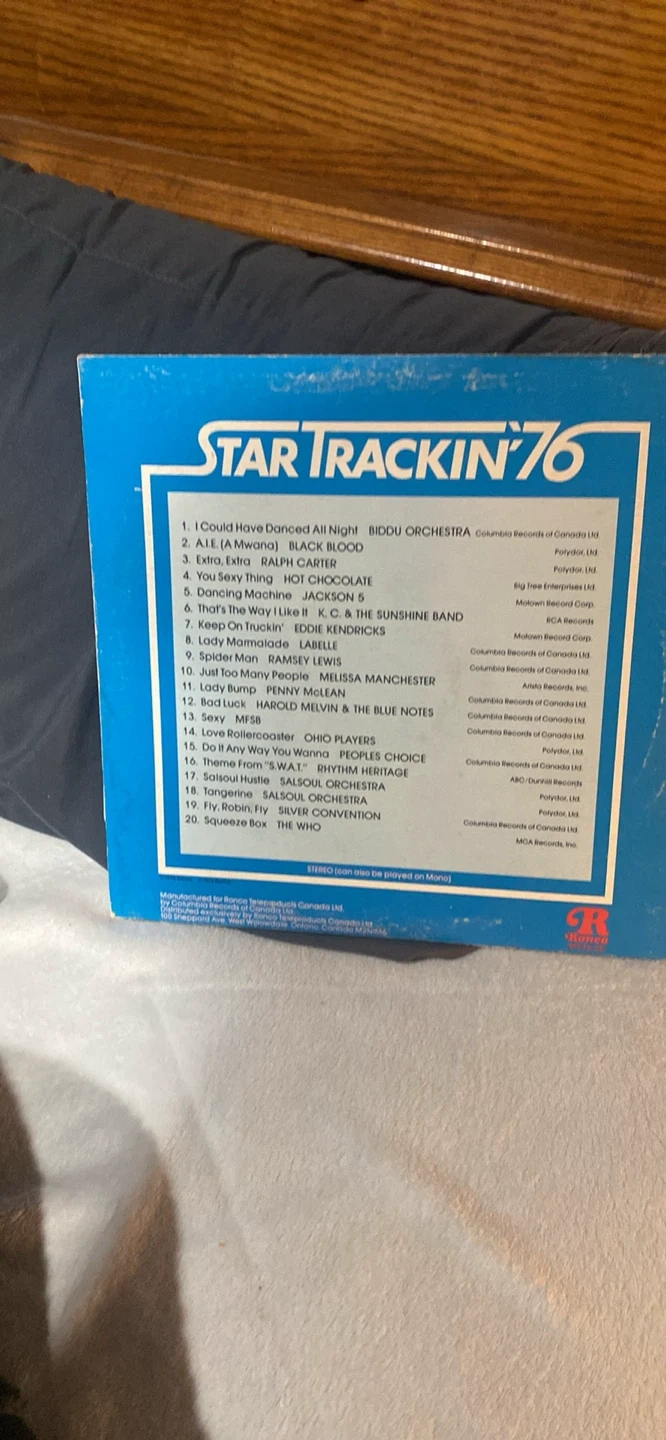 STAR TRACKIN' '76
1. I Could Have Danced All Night BIDDU ORCHESTRA Columbia Records of Canada Ltd.
2. A.I.E. (A Mwana) BLACK BLOOD Polydor, Ltd.
3. Extra, Extra RALPH CARTER Polydor, Ltd.
4. You Sexy Thing HOT CHOCOLATE Big Tree Enterprises Ltd.
5. Dancing Machine JACKSON 5 Motown Record Corp.
6. That's The Way I Like It K. C. & THE SUNSHINE BAND RCA Records
7. Keep On Truckin' EDDIE KENDRICKS Motown Record Corp.
8. Lady Marmalade LABELLE Columbia Records of Canada Ltd.
9. Spider Man RAMSEY LEWIS Columbia Records of Canada Ltd.
10. Just Too Many People MELISSA MANCHESTER Arista Records, Inc.
11. Lady Bump PENNY McLEAN Columbia Records of Canada Ltd.
12. Bad Luck HAROLD MELVIN & THE BLUE NOTES Columbia Records of Canada Ltd.
13. Sexy MFSB Columbia Records of Canada Ltd.
14. Love Rollercoaster OHIO PLAYERS Polydor, Ltd.
15. Do It Any Way You Wanna PEOPLES CHOICE Columbia Records of Canada Ltd.
16. Theme From "S.W.A.T." RHYTHM HERITAGE ABC/Dunhill Records
17. Salsoul Hustle SALSOUL ORCHESTRA Polydor, Ltd.
18. Tangerine SALSOUL ORCHESTRA Polydor, Ltd.
19. Fly, Robin, Fly SILVER CONVENTION Columbia Records of Canada Ltd.
20. Squeeze Box THE WHO MCA Records, Inc.
STEREO (can also be played on Mono)
Manufactured for Ronco Teleproducts Canada Ltd.
by Columbia Records of Canada Ltd.
Distributed exclusively by Ronco Teleproducts Canada Ltd.
100 Sheppard Ave. West Willowdale, Ontario, Canada
R
Ronco